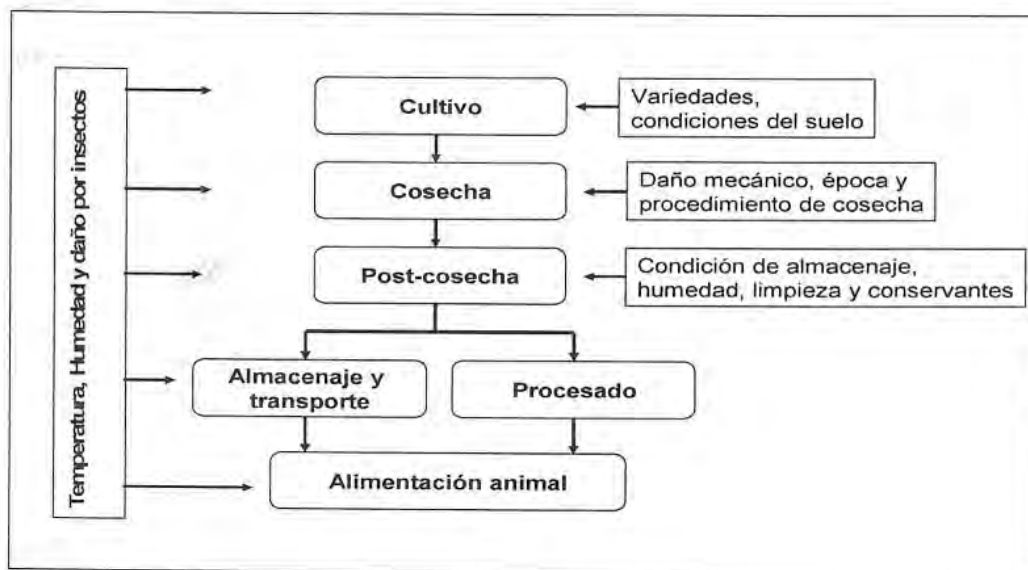 Temperatura, Humedad y daño por insectos
Cultivo
Variedades,
condiciones del suelo
Cosecha
Daño mecánico, época y
procedimiento de cosecha
Post-cosecha
Condición de almacenaje,
humedad, limpieza y conservantes
Almacenaje y
transporte
Procesado
Alimentación animal